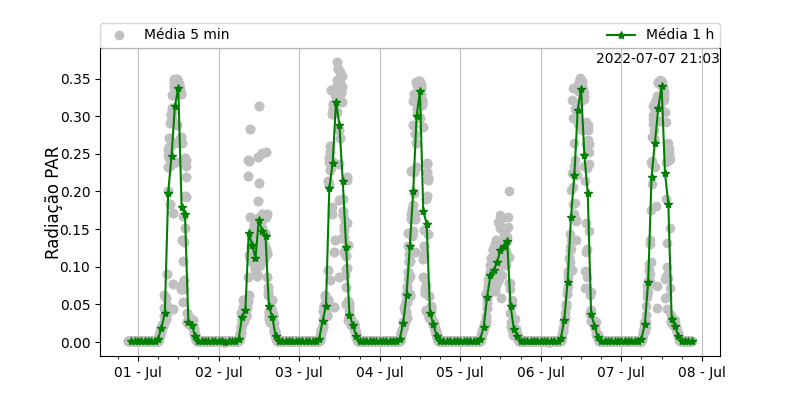 Média 5 min
Média 1 h
2022-07-07 21:03
Radiação PAR
0.35
0.30
0.25
0.20
0.15
0.10
0.05
0.00
01 - Jul
02 - Jul
03 - Jul
04 - Jul
05 - Jul
06 - Jul
07 - Jul
08 - Jul